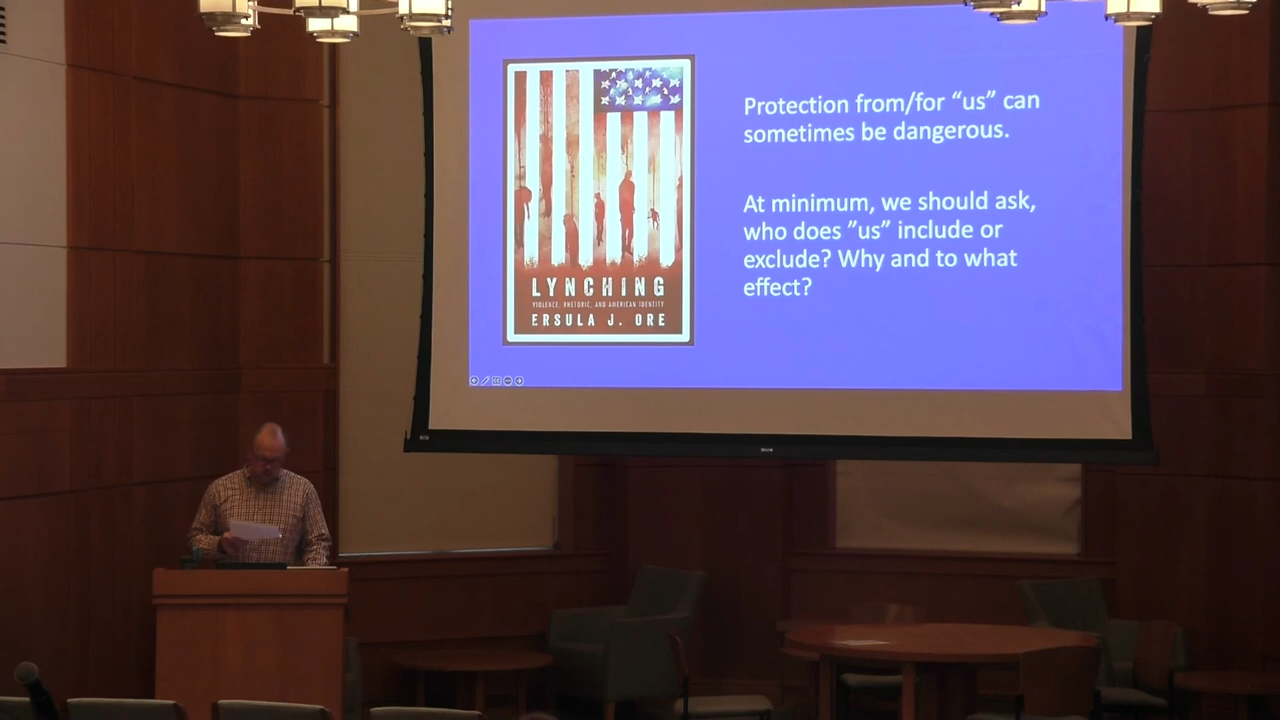 LYNCHING
VIOLENCE, RHETORIC, AND AMERICAN IDENTITY
ERSULA J. ORE
Protection from/for “us” can
sometimes be dangerous.
At minimum, we should ask,
who does ”us” include or
exclude? Why and to what
effect?